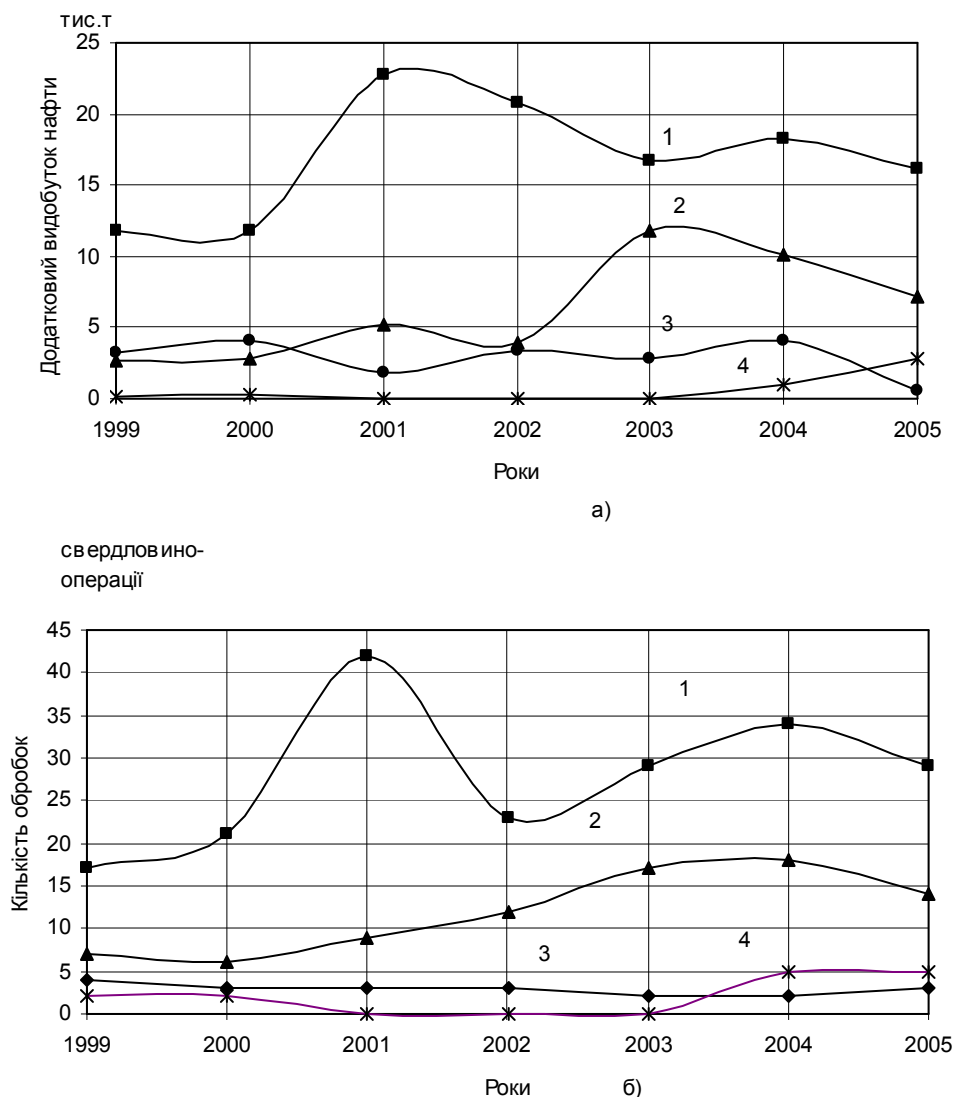 тис.т
25
20
15
10
5
0
Додатковий видобуток нафти
1
2
3
4
1999 2000 2001 2002 2003 2004 2005
Роки
а)
свердловино-
операції
45
40
35
30
25
20
15
10
5
0
Кількість обробок
1
2
3
4
1999 2000 2001 2002 2003 2004 2005
Роки б)